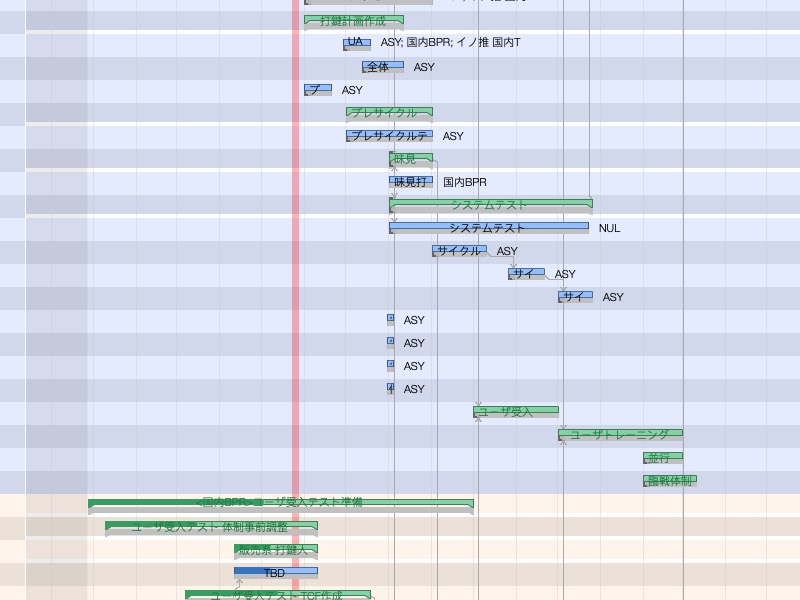 打鍵計画作成
UA ASY; 国内BPR; イノ推 国内T
全体 ASY
プ ASY
プレサイクル
プレサイクルテ ASY
味見
味見打 国内BPR
システムテスト
システムテスト NUL
サイクル ASY
サイ ASY
サイ ASY
ASY
ASY
ASY
ASY
ユーザ受入
ユーザトレーニング
並行
臨戦体制
<国内BPR>ユーザ受入テスト準備
ユーザ受入テスト 体制事前調整
販売系 打鍵人
TBD
ユーザ受入テスト TCF作成